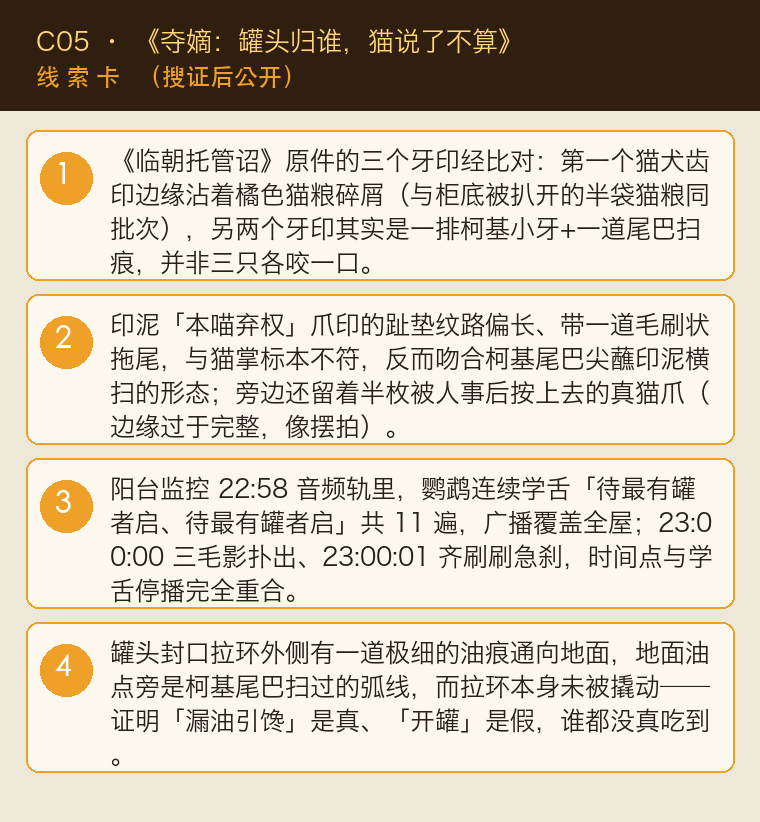 C05 · 《夺嫡：罐头归谁，猫说了不算》
线索卡 （搜证后公开）
1
《临朝托管诏》原件的三个牙印经比对：第一个猫犬齿
印边缘沾着橘色猫粮碎屑（与柜底被扒开的半袋猫粮同
批次），另两个牙印其实是一排柯基小牙+一道尾巴扫
痕，并非三只各咬一口。
2
印泥「本喵弃权」爪印的趾垫纹路偏长、带一道毛刷状
拖尾，与猫掌标本不符，反而吻合柯基尾巴尖蘸印泥横
扫的形态；旁边还留着半枚被人事后按上去的真猫爪（
边缘过于完整，像摆拍）。
3
阳台监控 22:58 音频轨里，鹦鹉连续学舌「待最有罐
者启、待最有罐者启」共 11 遍，广播覆盖全屋；23:0
0:00 三毛影扑出、23:00:01 齐刷刷急刹，时间点与学
舌停播完全重合。
4
罐头封口拉环外侧有一道极细的油痕通向地面，地面油
点旁是柯基尾巴扫过的弧线，而拉环本身未被撬动——
证明「漏油引馋」是真、「开罐」是假，谁都没真吃到
。